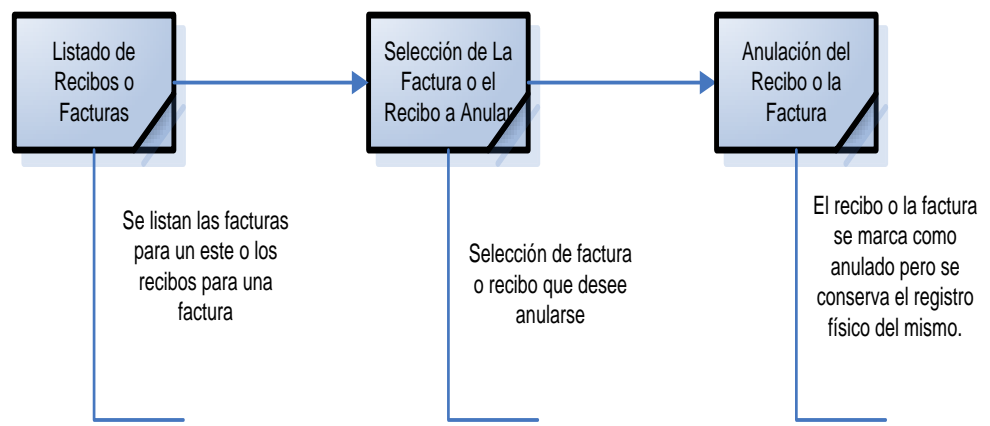 Listado de
Recibos o
Facturas
Selección de La
Factura o el
Recibo a Anular
Anulación del
Recibo o la
Factura
Se listan las facturas
para un este o los
recibos para una
factura
Selección de factura
o recibo que desee
anularse
El recibo o la factura
se marca como
anulado pero se
conserva el registro
físico del mismo.